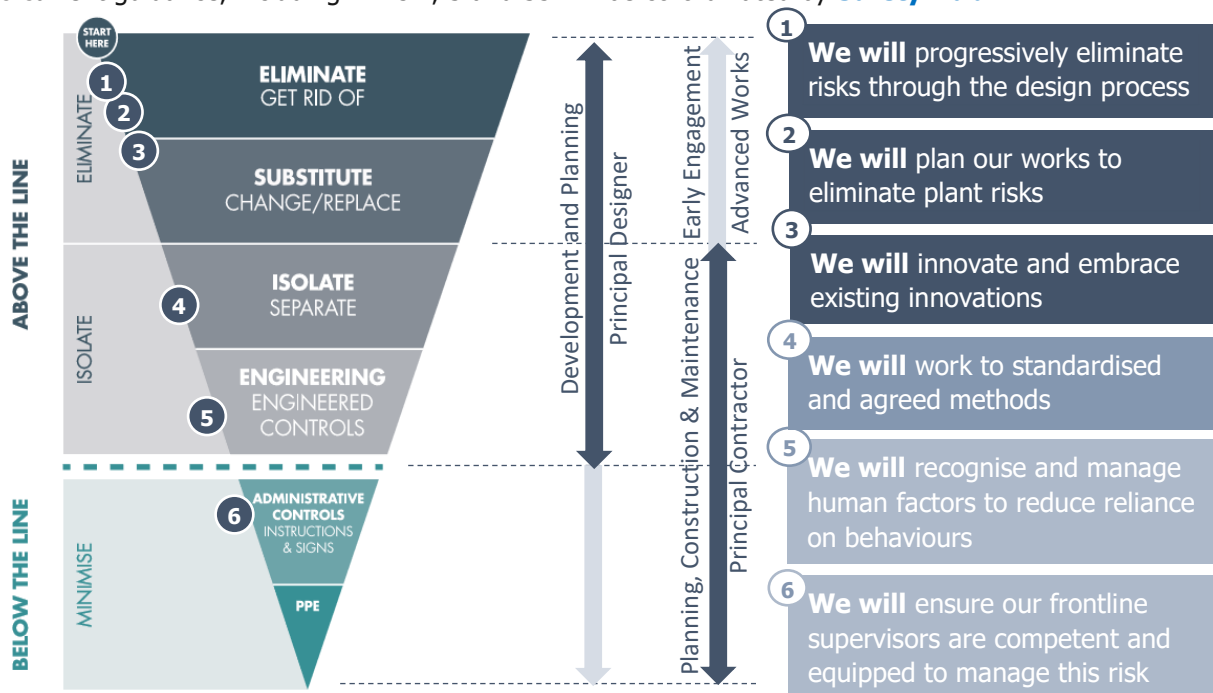 START
HERE
1
2
3
4
5
6
ABOVE THE LINE
BELOW THE LINE
ELIMINATE
ISOLATE
MINIMISE
ELIMINATE
GET RID OF
SUBSTITUTE
CHANGE/REPLACE
ISOLATE
SEPARATE
ENGINEERING
ENGINEERED
CONTROLS
ADMINISTRATIVE
CONTROLS
INSTRUCTIONS
& SIGNS
PPE
Development and Planning
Principal Designer
Early Engagement
Advanced Works
Planning, Construction & Maintenance
Principal Contractor
1
We will progressively eliminate
risks through the design process
2
We will plan our works to
eliminate plant risks
3
We will innovate and embrace
existing innovations
4
We will work to standardised
and agreed methods
5
We will recognise and manage
human factors to reduce reliance
on behaviours
6
We will ensure our frontline
supervisors are competent and
equipped to manage this risk